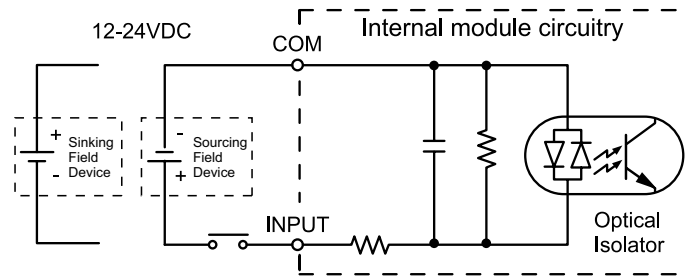 12-24VDC
COM
Internal module circuitry
+
Sinking
Field
Device
-
-
Sourcing
Field
Device
+
INPUT
Optical
Isolator